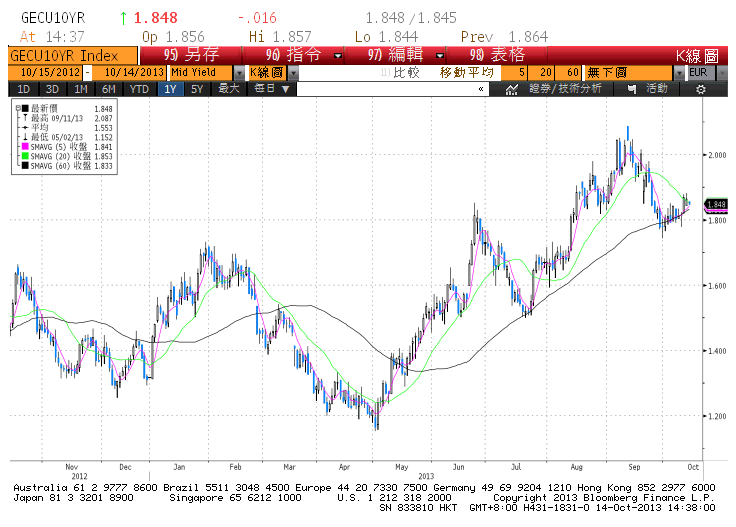 GECU10YR ↑ 1.848 -.016 1.848/1.845
At 14:37 Op 1.856 Hi 1.857 Lo 1.844 Prev 1.864
GECU10YR Index 95) 另存 96) 指令 97) 編輯 98) 表格 K線圖
10/15/2012 - 10/14/2013 Mid Yield K線圖 比較 移動平均 5 20 60 無下圖 EUR
1D 3D 1M 6M YTD 1Y 5Y 最大 每日 ▼ « 證券/技術分析 活動
最新價 1.848
最高 09/11/13 2.087
平均 1.553
最低 05/02/13 1.152
SMAVG (5) 收盤 1.841
SMAVG (20) 收盤 1.853
SMAVG (60) 收盤 1.833
2.000
1.848
1.800
1.600
1.400
1.200
Nov Dec Jan Feb Mar Apr May Jun Jul Aug Sep Oct
2012 2013
Australia 61 2 9777 8600 Brazil 5511 3048 4500 Europe 44 20 7330 7500 Germany 49 69 9204 1210 Hong Kong 852 2977 6000
Japan 81 3 3201 8900 Singapore 65 6212 1000 U.S. 1 212 318 2000 Copyright 2013 Bloomberg Finance L.P.
SN 833810 HKT GMT+8:00 H431-1831-0 14-Oct-2013 14:38:00